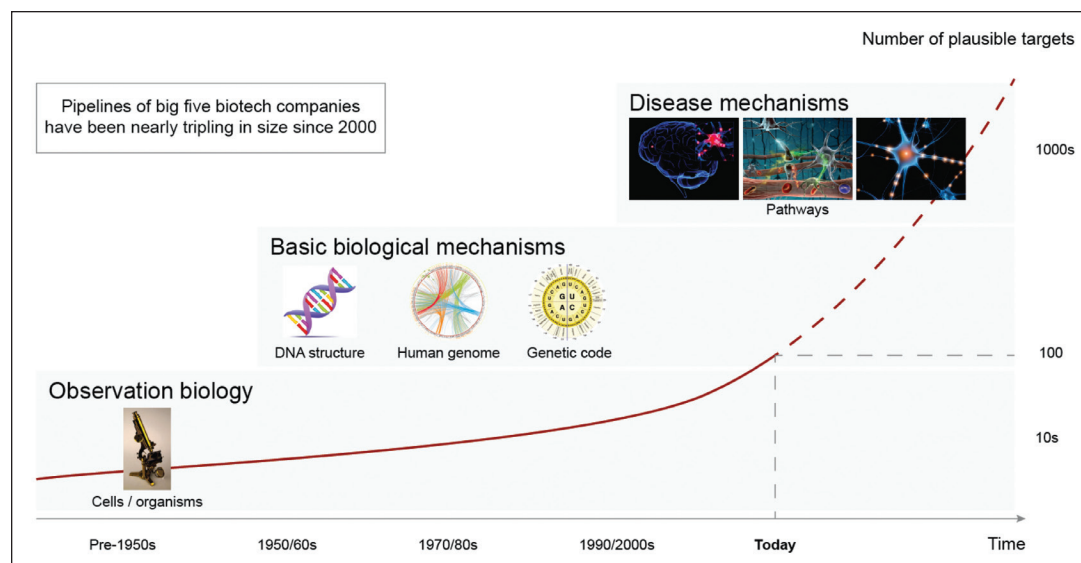 Number of plausible targets
Pipelines of big five biotech companies
have been nearly tripling in size since 2000
Disease mechanisms
1000s
Pathways
Basic biological mechanisms
G U
A C
DNA structure
Human genome
Genetic code
100
Observation biology
10s
Cells / organisms
Pre-1950s
1950/60s
1970/80s
1990/2000s
Today
Time